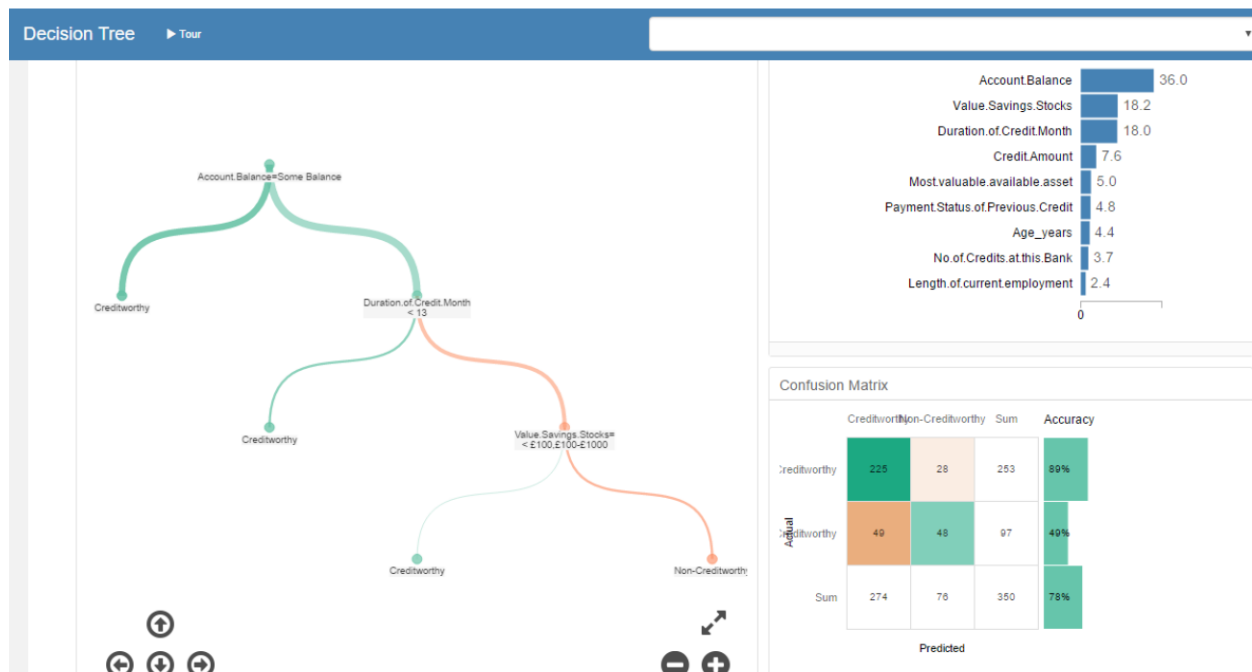 Decision Tree
Tour
Account.Balance=Some Balance
Creditworthy
Duration.of.Credit.Month
< 13
Creditworthy
Value.Savings.Stocks=
< £100,£100-£1000
Creditworthy
Non-Creditworthy
Account.Balance
36.0
Value.Savings.Stocks
18.2
Duration.of.Credit.Month
18.0
Credit.Amount
7.6
Most.valuable.available.asset
5.0
Payment.Status.of.Previous.Credit
4.8
Age_years
4.4
No.of.Credits.at.this.Bank
3.7
Length.of.current.employment
2.4
0
Confusion Matrix
Creditworthy Non-Creditworthy Sum Accuracy
Creditworthy 225 28 253 89%
Actual
Creditworthy 49 48 97 49%
Sum 274 76 350 78%
Predicted